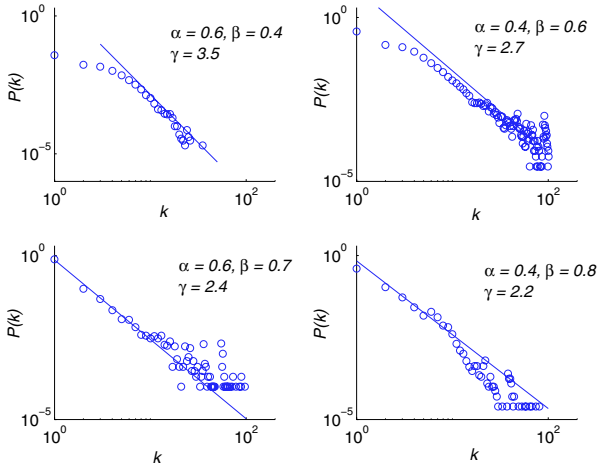 10^0
α = 0.6, β = 0.4
γ = 3.5
P(k)
10^-5
10^0
10^2
k
10^0
α = 0.4, β = 0.6
γ = 2.7
P(k)
10^-5
10^0
10^2
k
10^0
α = 0.6, β = 0.7
γ = 2.4
P(k)
10^-5
10^0
10^2
k
10^0
α = 0.4, β = 0.8
γ = 2.2
P(k)
10^-5
10^0
10^2
k